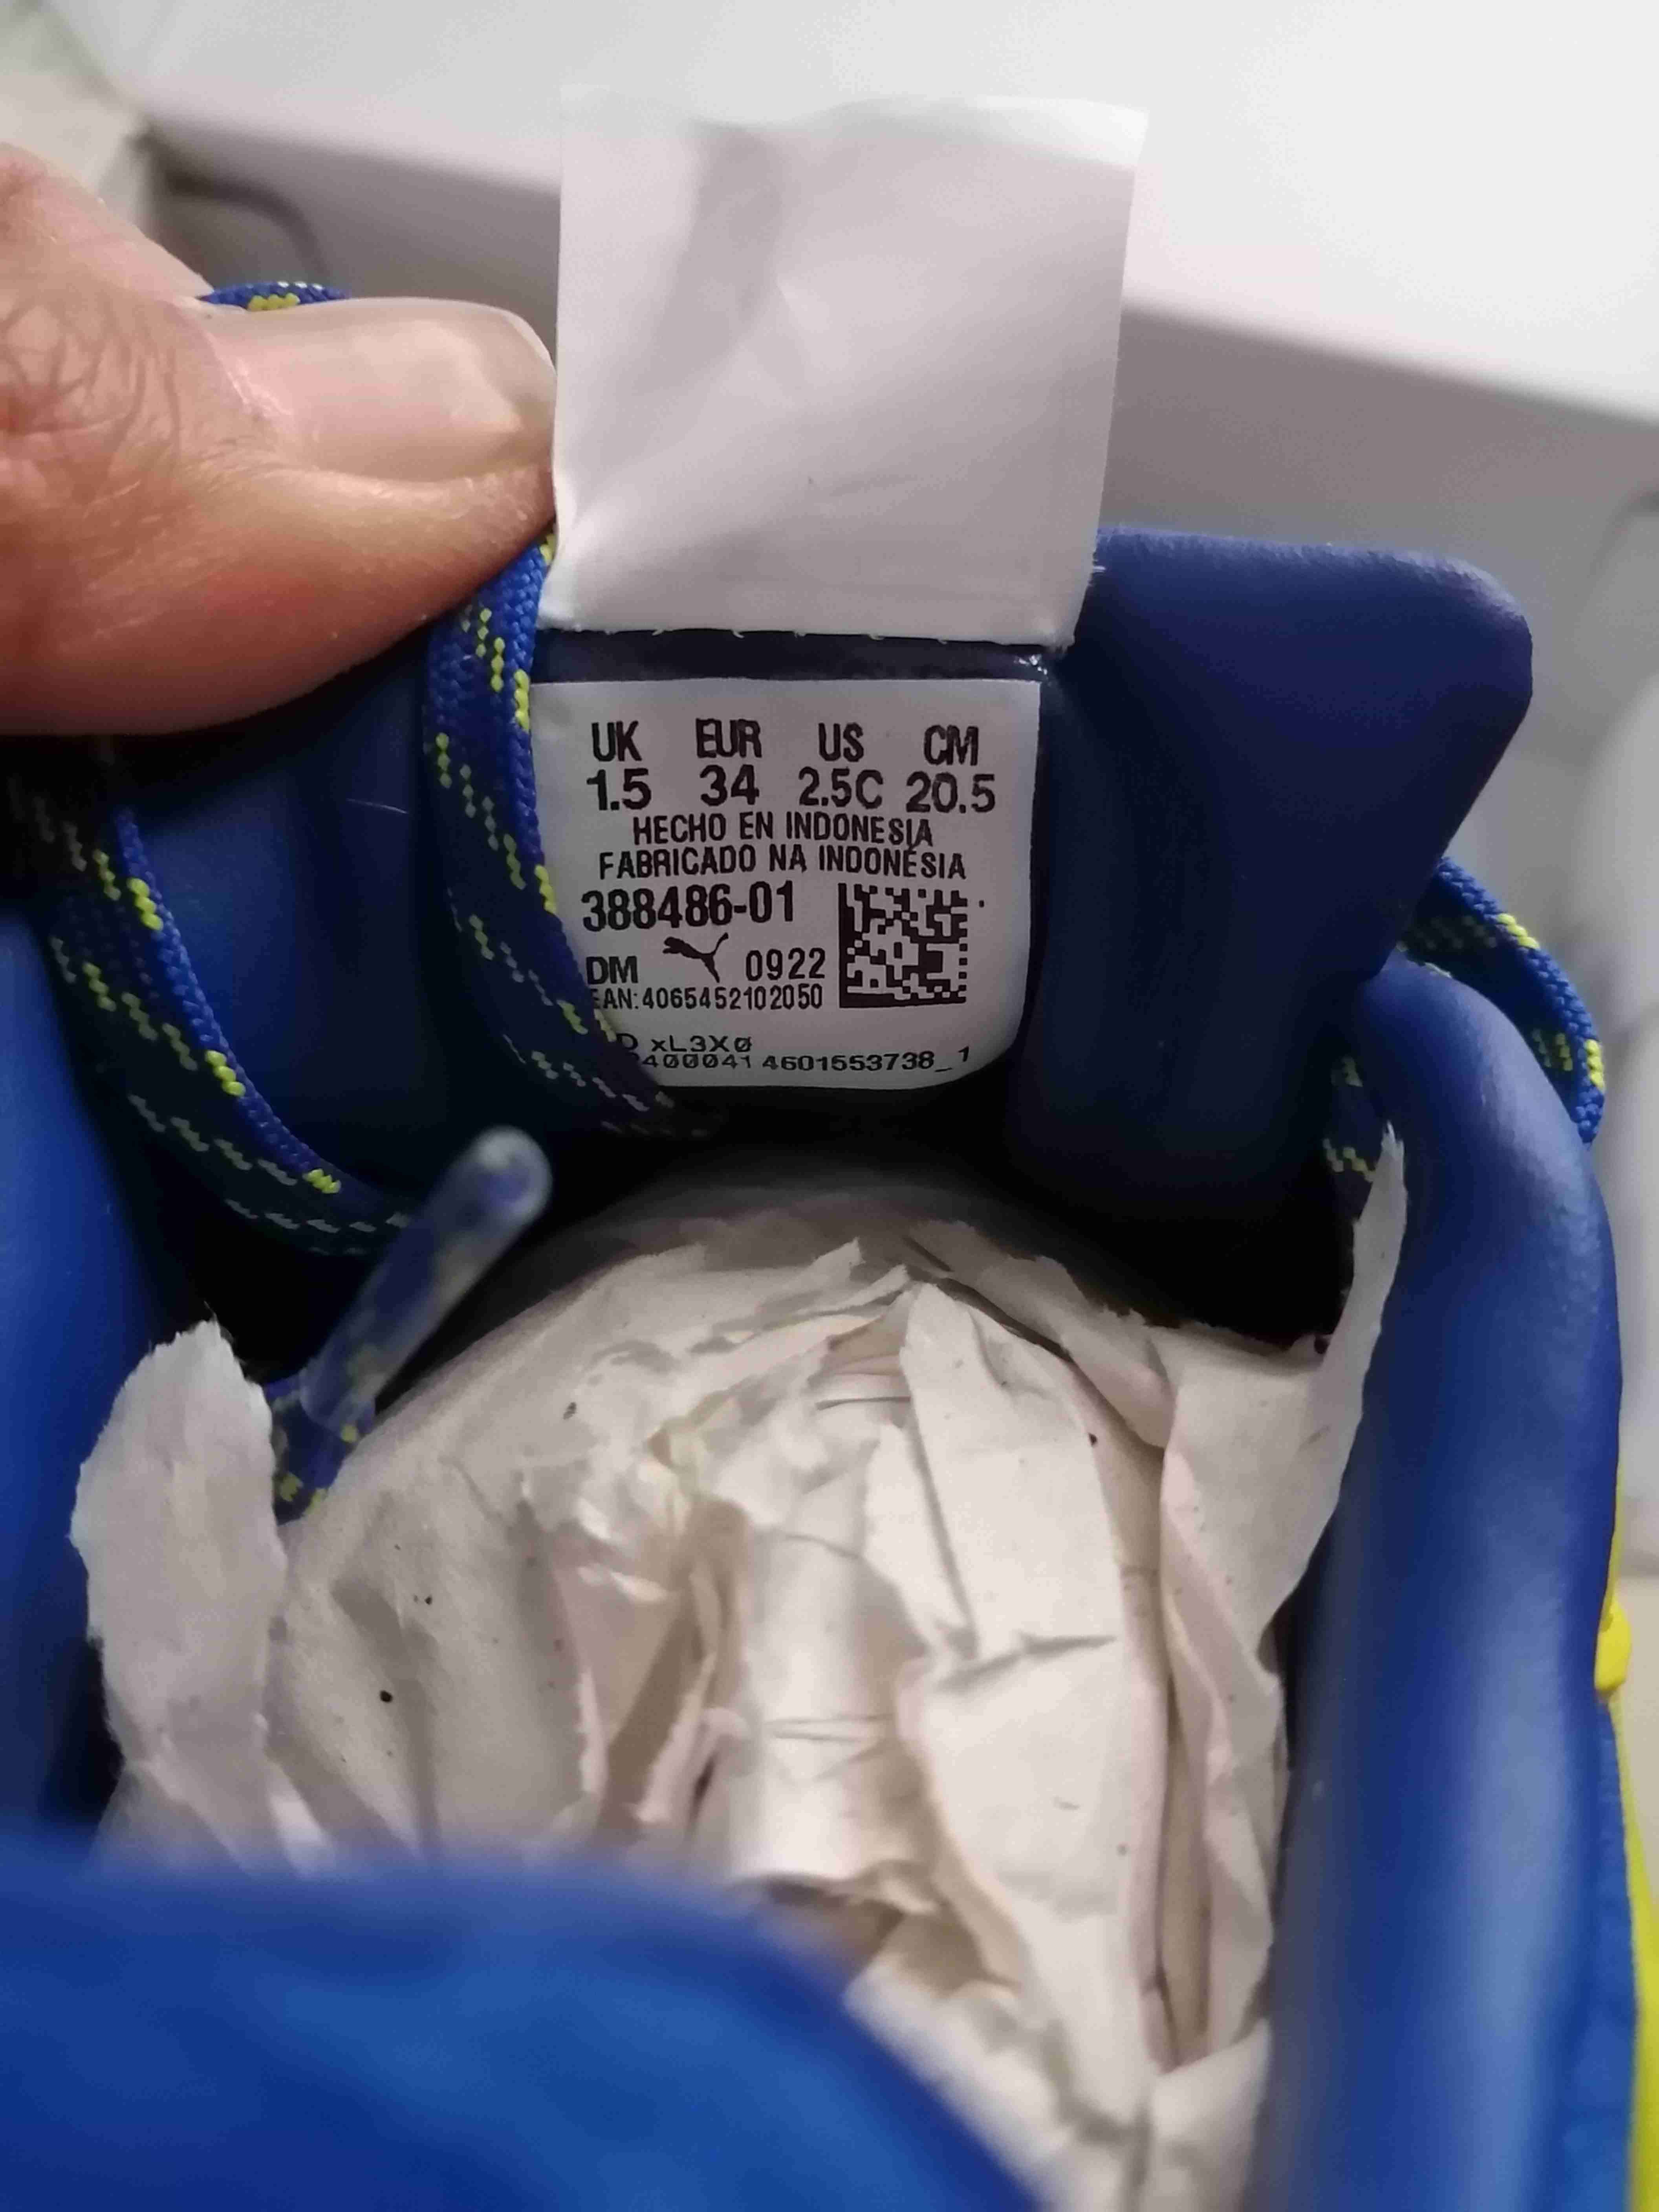 UK EUR US CM
1.5 34 2.5C 20.5
HECHO EN INDONESIA
FABRICADO NA INDONÉSIA
388486-01
DM 0922
EAN:4065452102050
xL3Xø
4601553738_1